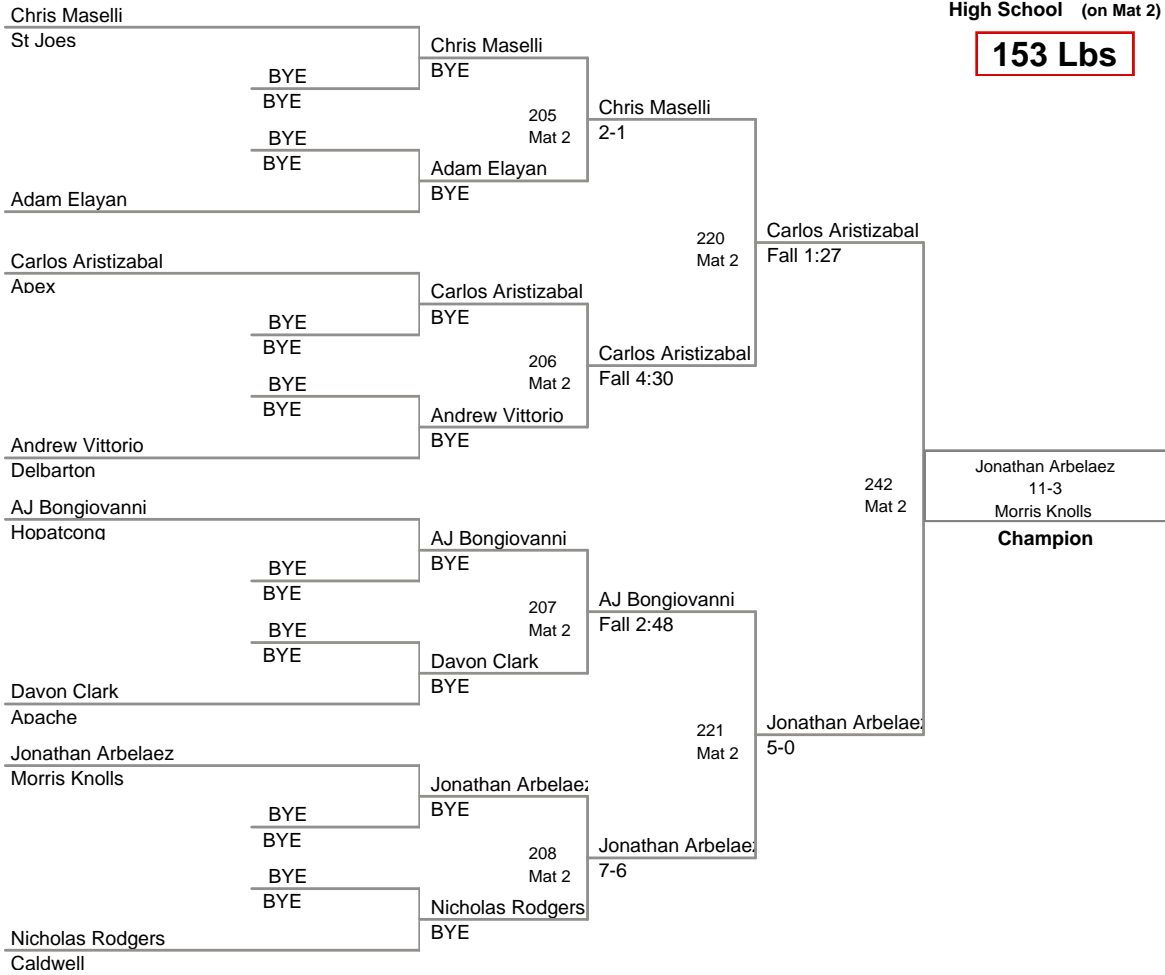 High School (on Mat 2)
153 Lbs
Chris Maselli
St Joes
BYE
BYE
BYE
BYE
Adam Elayan
Carlos Aristizabal
Apex
BYE
BYE
BYE
BYE
Andrew Vittorio
Delbarton
AJ Bongiovanni
Hopatcong
BYE
BYE
BYE
BYE
Davon Clark
Apache
Jonathan Arbelaez
Morris Knolls
BYE
BYE
BYE
BYE
Nicholas Rodgers
Caldwell
Chris Maselli
BYE
205
Mat 2
Adam Elayan
BYE
Carlos Aristizabal
BYE
206
Mat 2
Andrew Vittorio
BYE
AJ Bongiovanni
BYE
207
Mat 2
Davon Clark
BYE
Jonathan Arbelaez
BYE
208
Mat 2
Nicholas Rodgers
BYE
Chris Maselli
2-1
220
Mat 2
Carlos Aristizabal
Fall 4:30
AJ Bongiovanni
Fall 2:48
221
Mat 2
Jonathan Arbelaez
7-6
Carlos Aristizabal
Fall 1:27
242
Mat 2
Jonathan Arbelaez
5-0
Jonathan Arbelaez
11-3
Morris Knolls
Champion